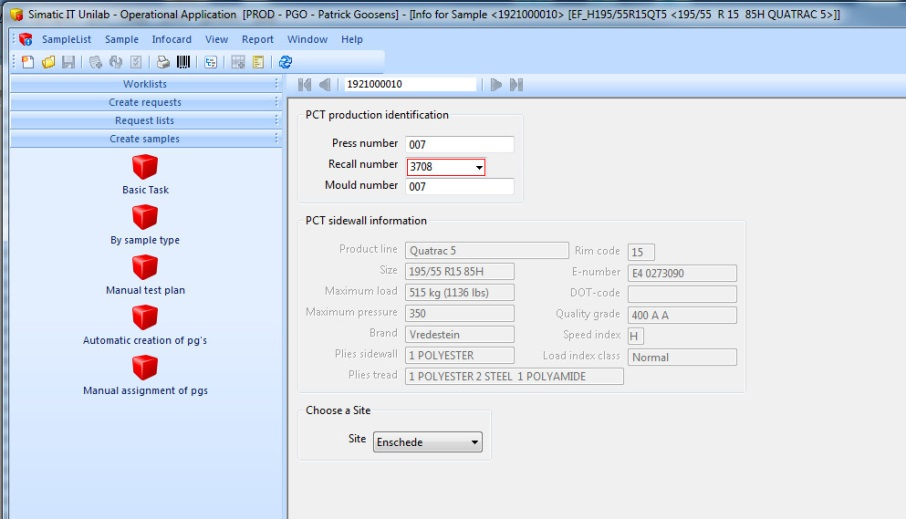 Simatic IT Unilab - Operational Application [PROD - PGO - Patrick Goosens] - [Info for Sample <1921000010> [EF_H195/55R15QT5 <195/55 R 15 85H QUATRAC 5>]]
SampleList Sample Infocard View Report Window Help
Worklists
Create requests
Request lists
Create samples
Basic Task
By sample type
Manual test plan
Automatic creation of pg's
Manual assignment of pgs
1921000010
PCT production identification
Press number 007
Recall number 3708
Mould number 007
PCT sidewall information
Product line Quatrac 5 Rim code 15
Size 195/55 R15 85H E-number E4 0273090
Maximum load 515 kg (1136 lbs) DOT-code
Maximum pressure 350 Quality grade 400 A A
Brand Vredestein Speed index H
Plies sidewall 1 POLYESTER Load index class Normal
Plies tread 1 POLYESTER 2 STEEL 1 POLYAMIDE
Choose a Site
Site Enschede